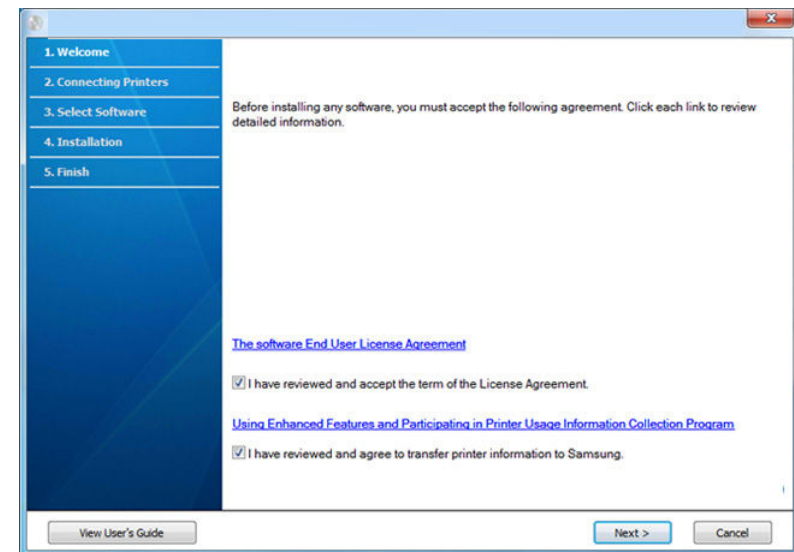 1. Welcome
2. Connecting Printers
3. Select Software
4. Installation
5. Finish
Before installing any software, you must accept the following agreement. Click each link to review
detailed information.
The software End User License Agreement
I have reviewed and accept the term of the License Agreement.
Using Enhanced Features and Participating in Printer Usage Information Collection Program
I have reviewed and agree to transfer printer information to Samsung.
View User's Guide
Next >
Cancel